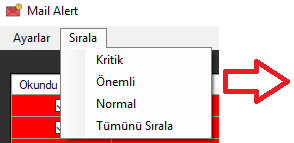 Mail Alert
Ayarlar Sırala
Kritik
Önemli
Normal
Tümünü Sırala
Okundu